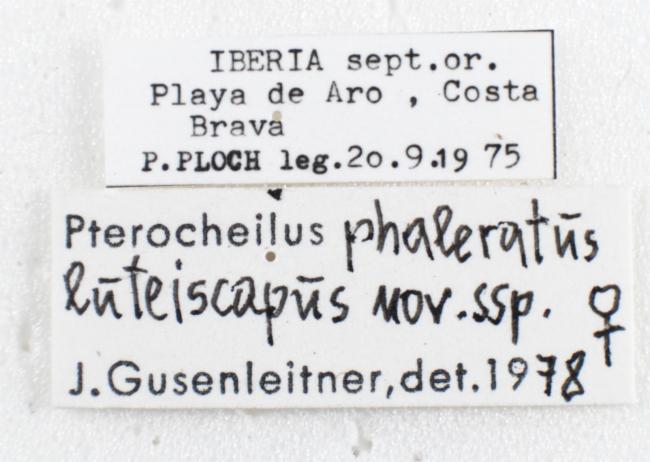 IBERIA sept.or.
Playa de Aro , Costa
Brava
P.PLOCH leg.20.9.19 75
Pterocheilus phaleratūs
lūteiscapūs nov.ssp. ♀
J.Gusenleitner,det.1978